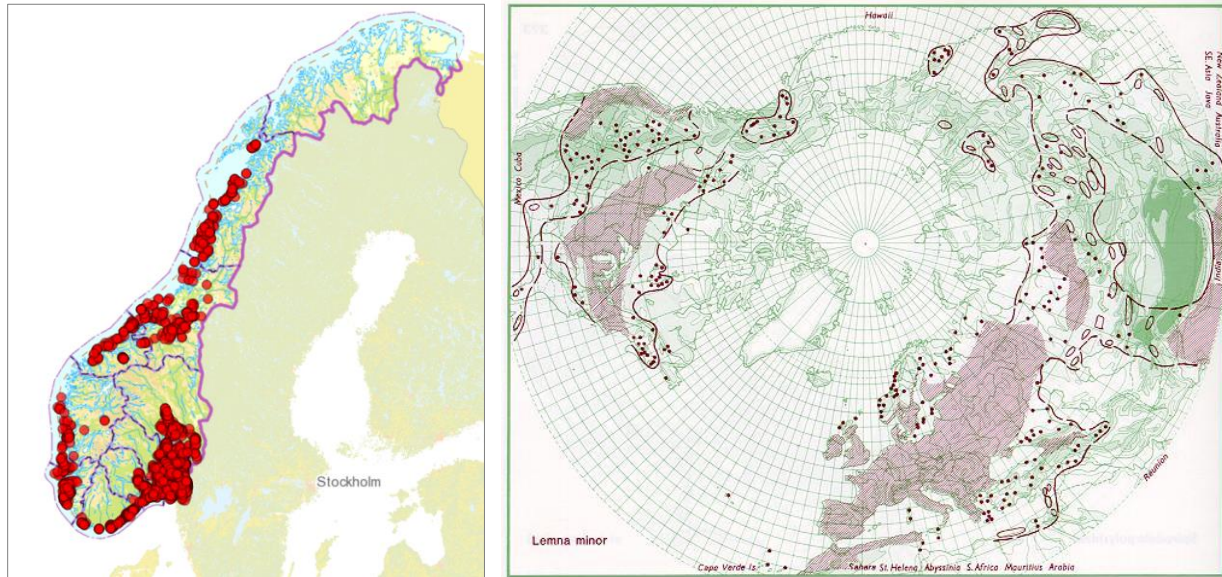 Stockholm
Hawaii
New Zealand Australia
SE. Asia Java
Mexico Cuba
Réunion
Lemna minor
Cape Verde Is.
Sahara St. Helena Abyssinia S. Africa Mauritius Arabia